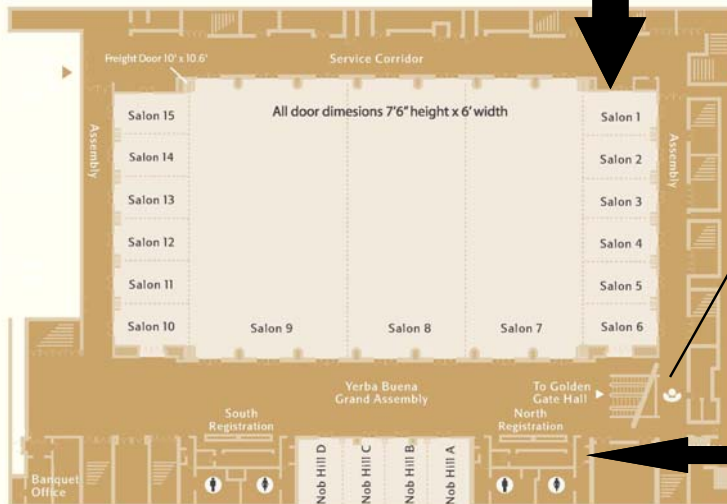 Service Corridor
Freight Door 10' x 10.6'
All door dimesions 7'6" height x 6' width
Salon 15
Salon 14
Salon 13
Salon 12
Salon 11
Salon 10
Assembly
Salon 1
Salon 2
Salon 3
Salon 4
Salon 5
Salon 6
Assembly
Salon 9
Salon 8
Salon 7
Yerba Buena
Grand Assembly
To Golden
Gate Hall
South
Registration
North
Registration
Nob Hill D
Nob Hill C
Nob Hill B
Nob Hill A
Banquet
Office